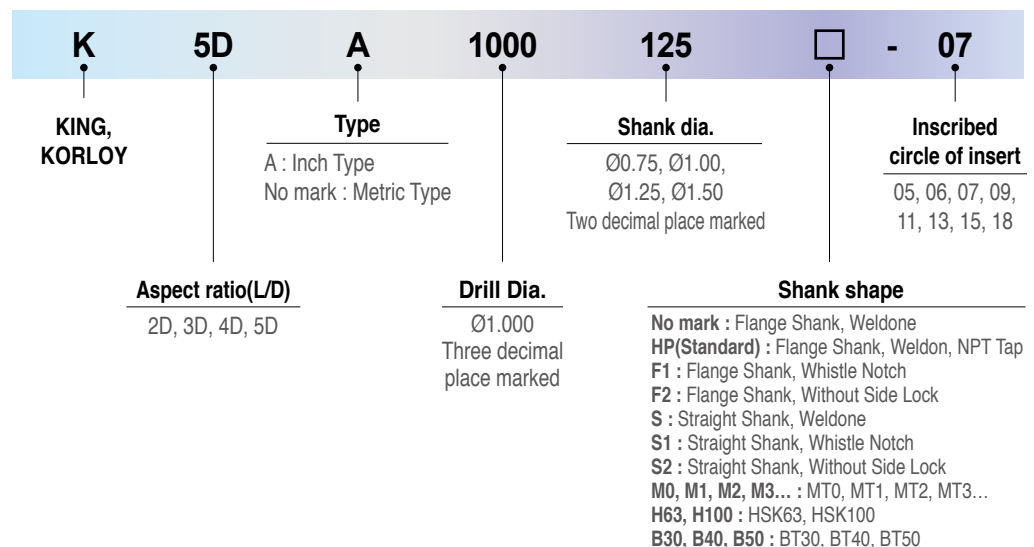 K 5D A 1000 125 □ - 07
KING,
KORLOY
Type
A : Inch Type
No mark : Metric Type
Shank dia.
Ø0.75, Ø1.00,
Ø1.25, Ø1.50
Two decimal place marked
Inscribed
circle of insert
05, 06, 07, 09,
11, 13, 15, 18
Aspect ratio(L/D)
2D, 3D, 4D, 5D
Drill Dia.
Ø1.000
Three decimal
place marked
Shank shape
No mark : Flange Shank, Weldone
HP(Standard) : Flange Shank, Weldon, NPT Tap
F1 : Flange Shank, Whistle Notch
F2 : Flange Shank, Without Side Lock
S : Straight Shank, Weldone
S1 : Straight Shank, Whistle Notch
S2 : Straight Shank, Without Side Lock
M0, M1, M2, M3… : MT0, MT1, MT2, MT3…
H63, H100 : HSK63, HSK100
B30, B40, B50 : BT30, BT40, BT50